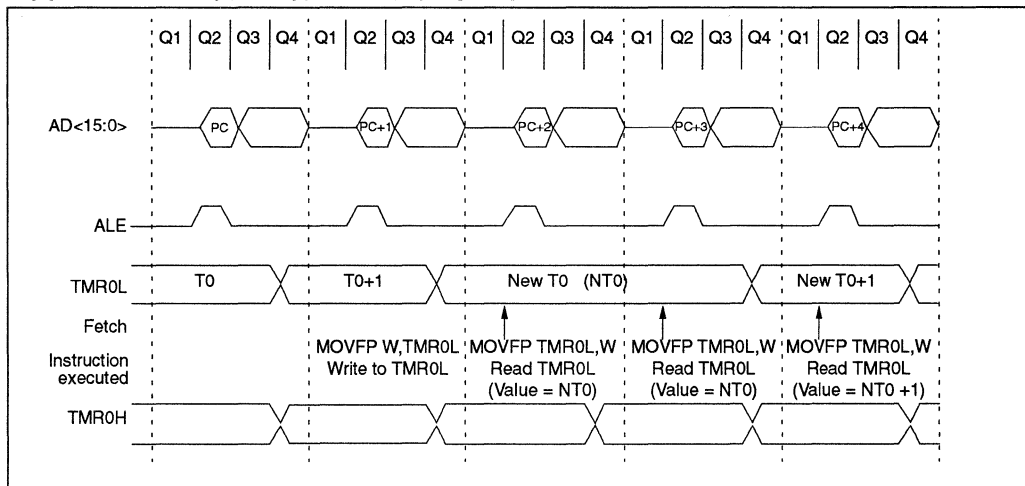 Q1 Q2 Q3 Q4 Q1 Q2 Q3 Q4 Q1 Q2 Q3 Q4 Q1 Q2 Q3 Q4 Q1 Q2 Q3 Q4
AD<15:0> PC PC+1 PC+2 PC+3 PC+4
ALE
TMR0L T0 T0+1 New T0 (NT0) New T0+1
Fetch
MOVFP W,TMR0L MOVFP TMR0L,W MOVFP TMR0L,W MOVFP TMR0L,W
Instruction executed Write to TMR0L Read TMR0L Read TMR0L Read TMR0L
(Value = NT0) (Value = NT0) (Value = NT0 +1)
TMR0H